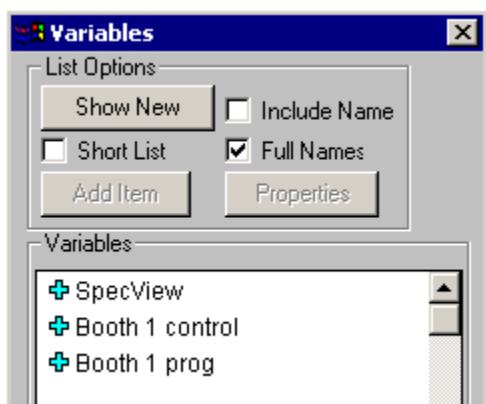 Variables
List Options
Show New
Include Name
Short List
Full Names
Add Item
Properties
Variables
SpecView
Booth 1 control
Booth 1 prog